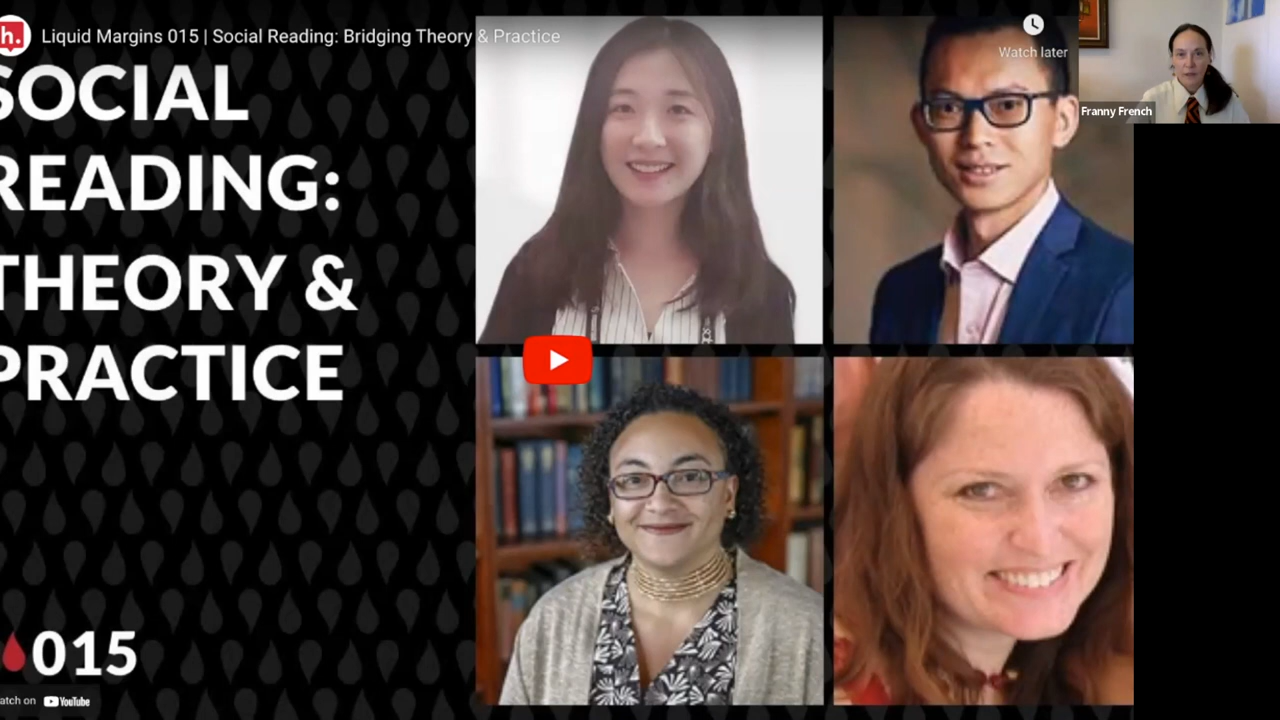 h.
Liquid Margins 015 | Social Reading: Bridging Theory & Practice
Watch later
Franny French
SOCIAL
READING:
THEORY &
PRACTICE
015
atch on YouTube